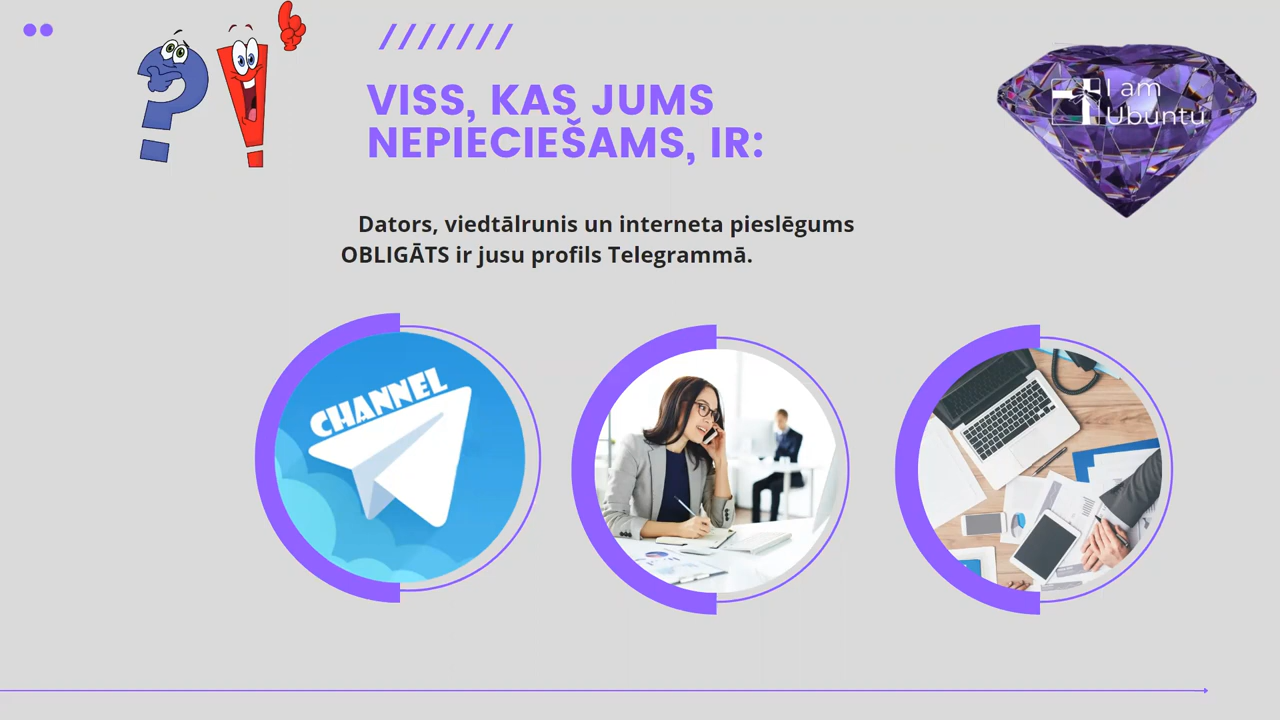 VISS, KAS JUMS
NEPIECIEŠAMS, IR:
I am
Ubuntu
Dators, viedtālrunis un interneta pieslēgums
OBLIGĀTS ir jusu profils Telegrammā.
CHANNEL